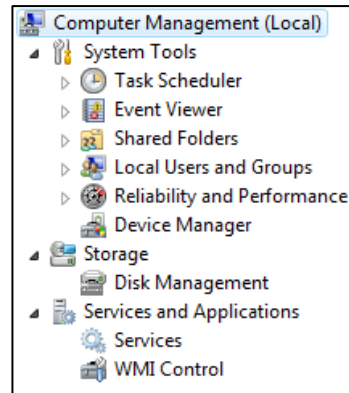 Computer Management (Local)
System Tools
Task Scheduler
Event Viewer
Shared Folders
Local Users and Groups
Reliability and Performance
Device Manager
Storage
Disk Management
Services and Applications
Services
WMI Control